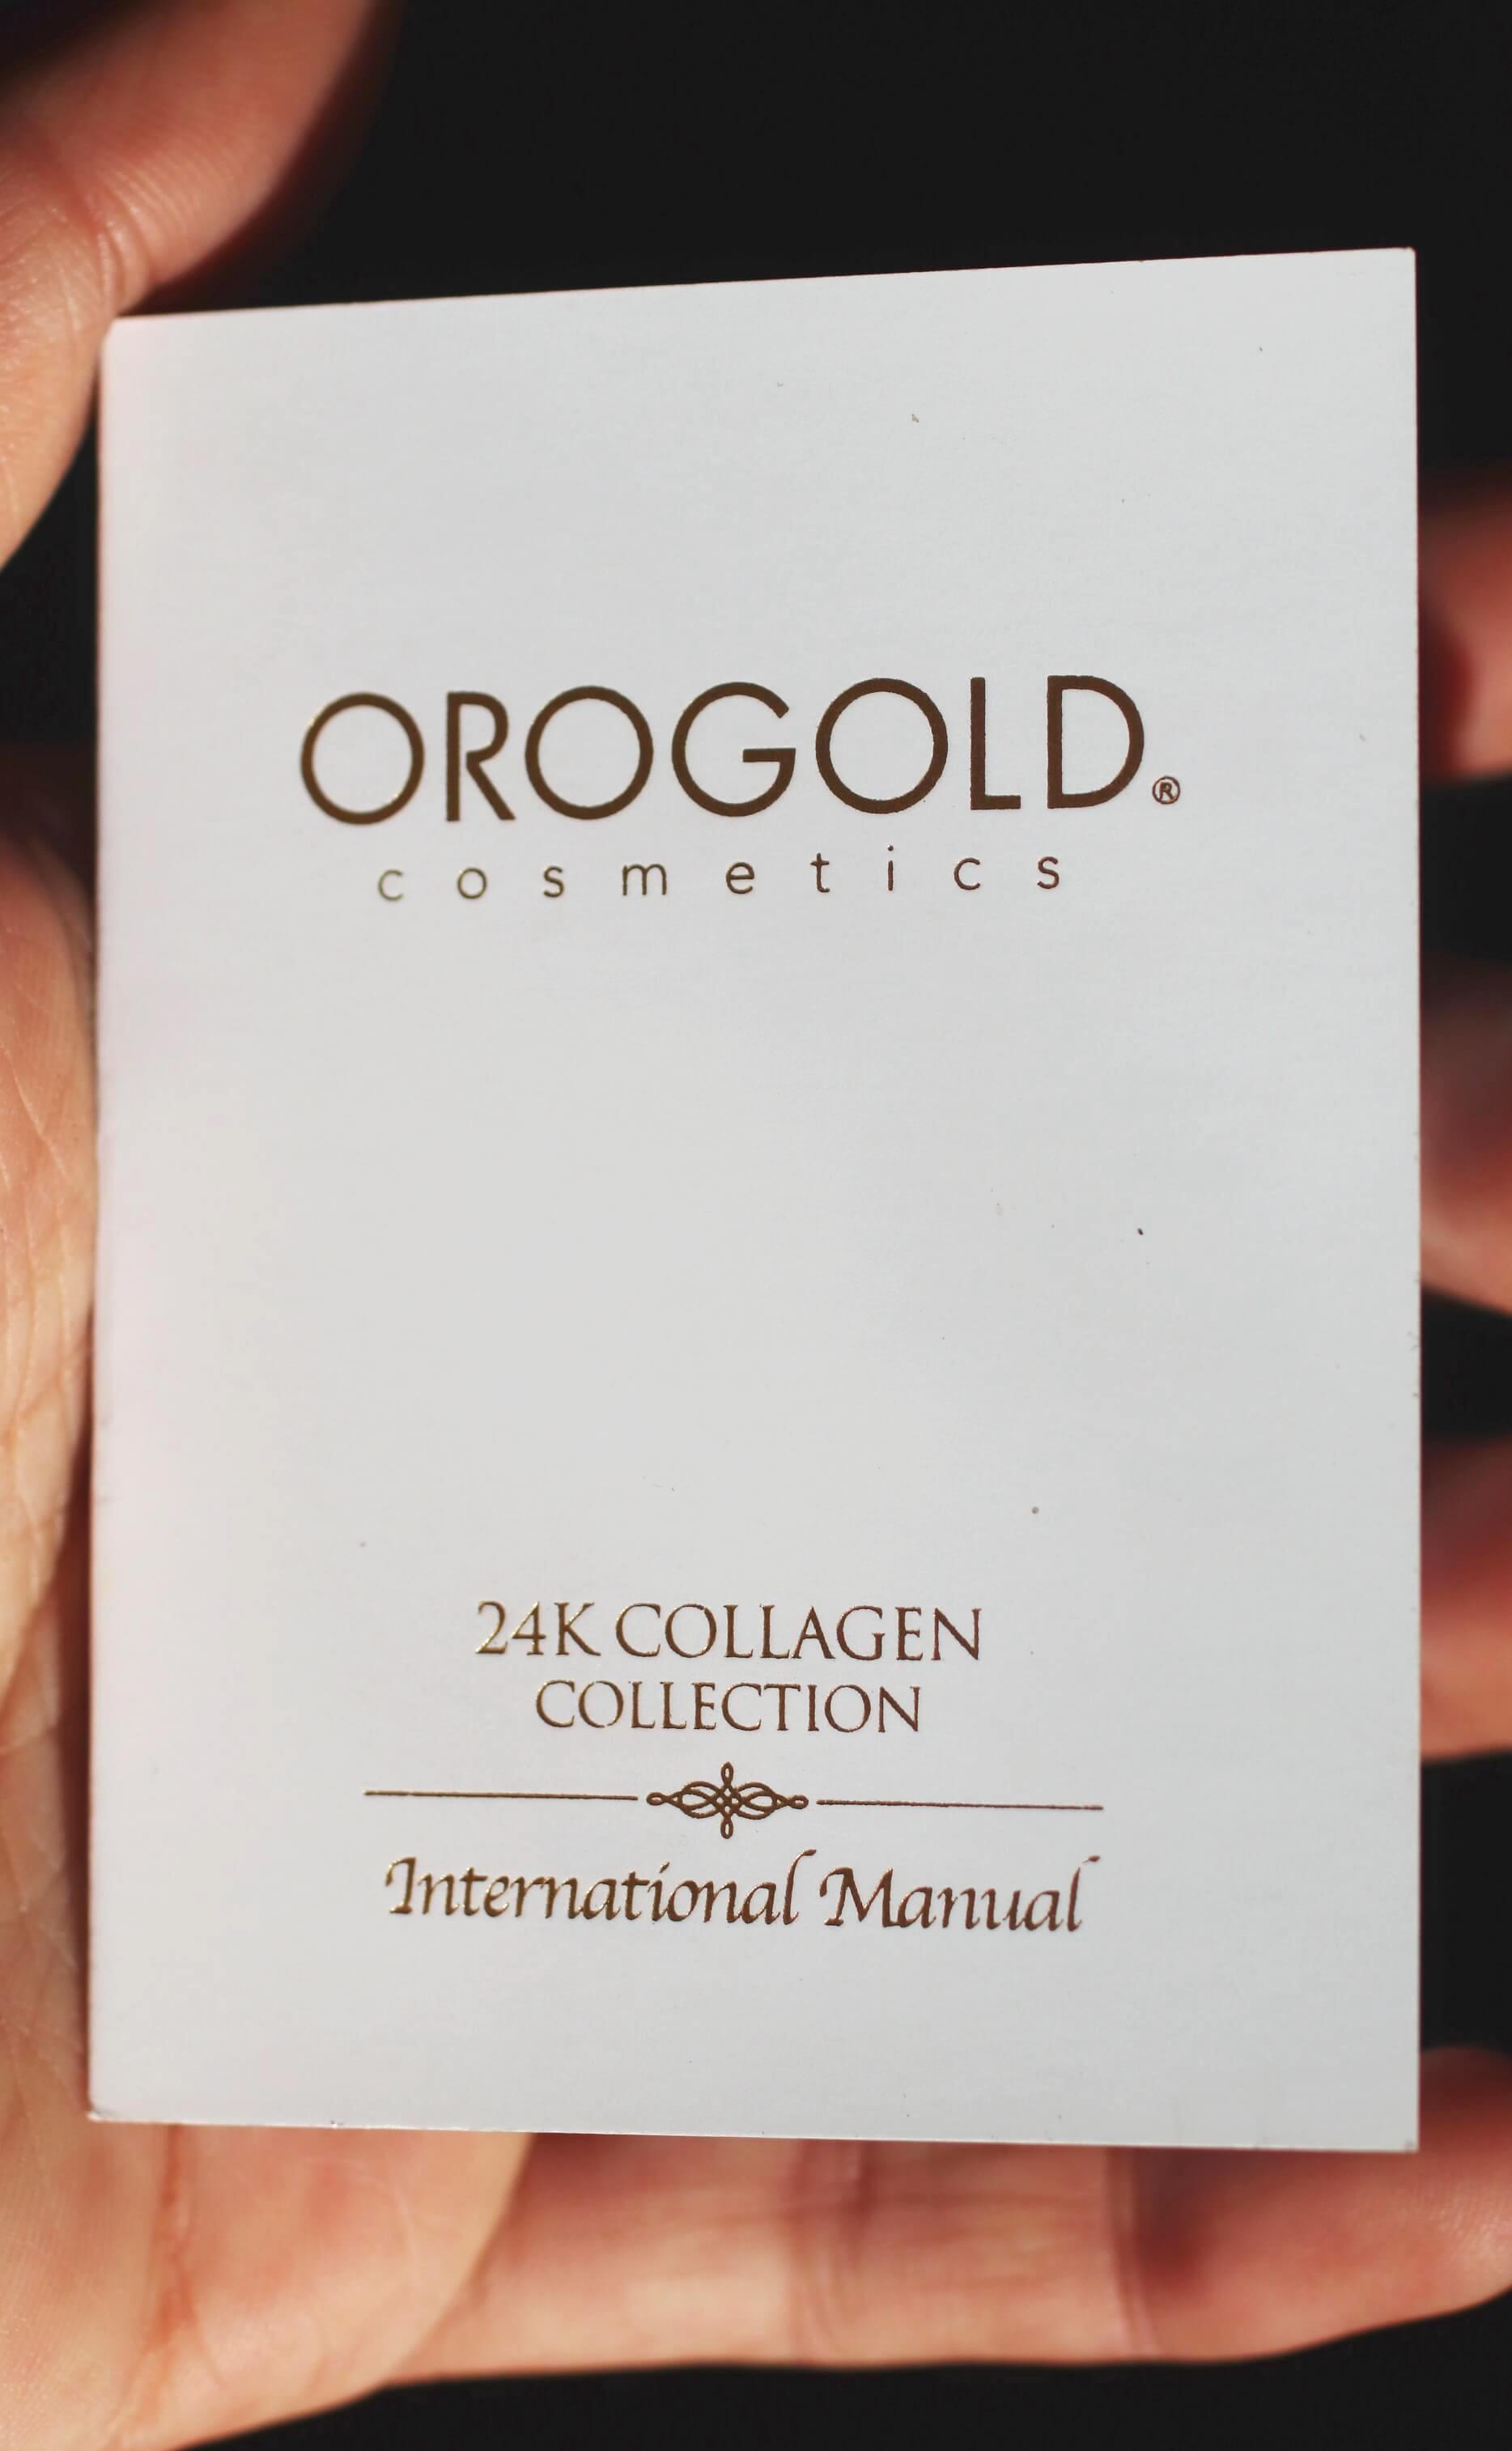 OROGOLD®
cosmetics
24K COLLAGEN
COLLECTION
International Manual